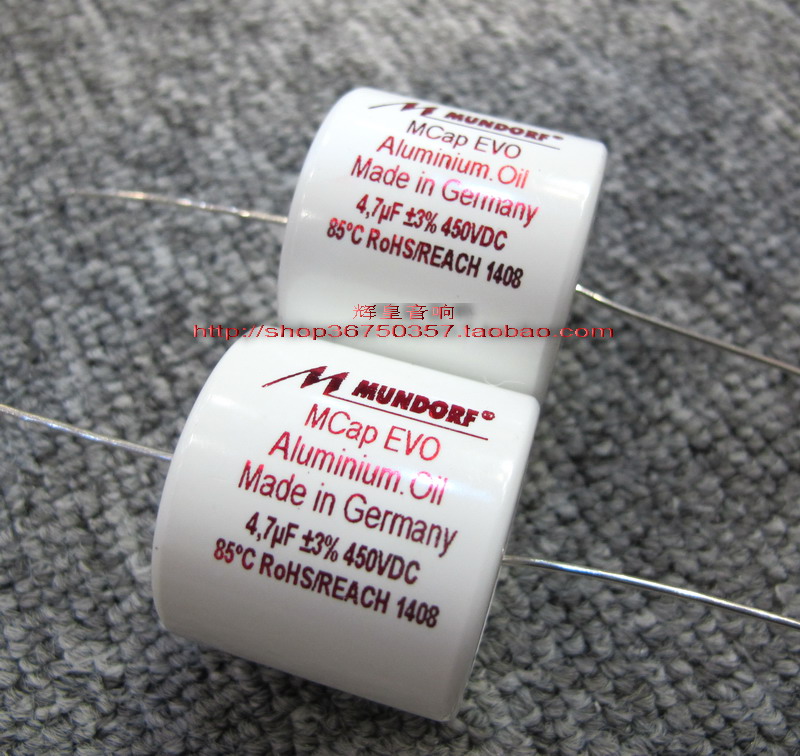 MUNDORF®
MCap EVO
Aluminium.Oil
Made in Germany
4,7µF ±3% 450VDC
85°C RoHS/REACH 1408
辉皇音响
http://shop36750357.taobao.com
MUNDORF®
MCap EVO
Aluminium.Oil
Made in Germany
4,7µF ±3% 450VDC
85°C RoHS/REACH 1408